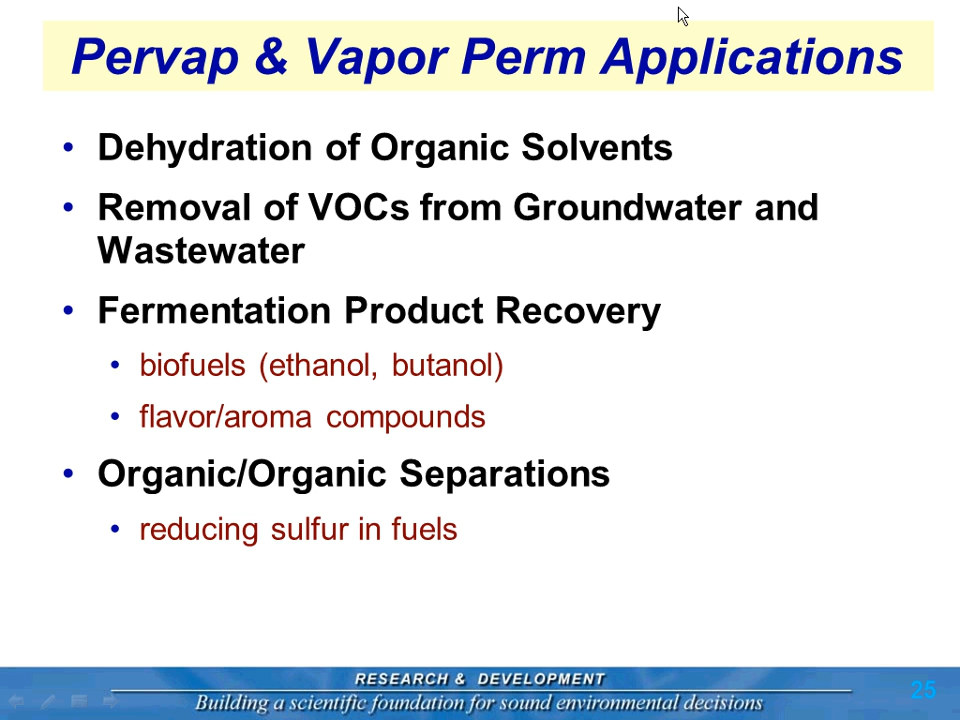 Pervap & Vapor Perm Applications
• Dehydration of Organic Solvents
• Removal of VOCs from Groundwater and
Wastewater
• Fermentation Product Recovery
• biofuels (ethanol, butanol)
• flavor/aroma compounds
• Organic/Organic Separations
• reducing sulfur in fuels
RESEARCH & DEVELOPMENT
25
Building a scientific foundation for sound environmental decisions